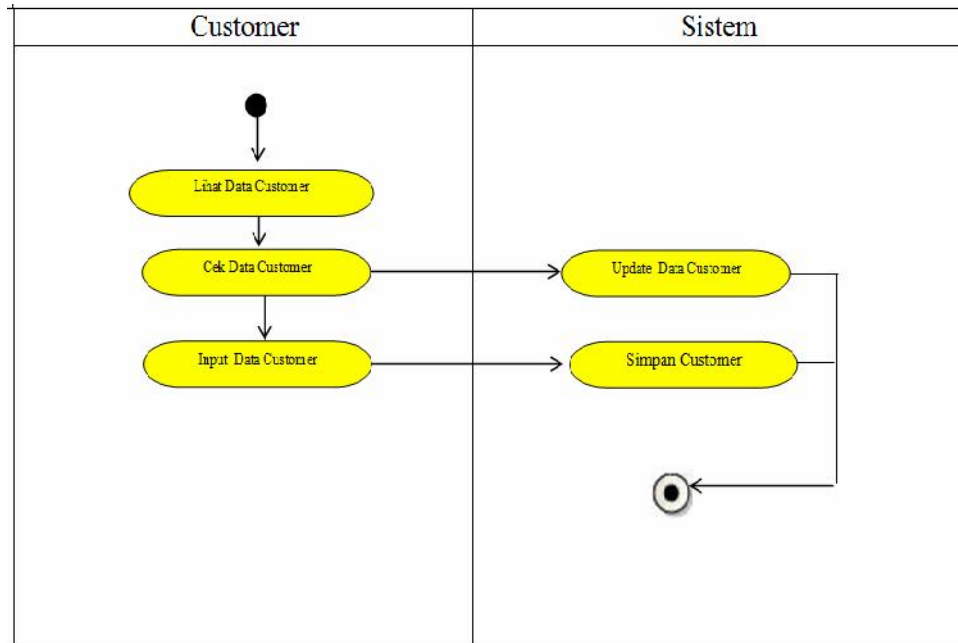 Customer
Sistem
Lihat Data Customer
Cek Data Customer
Update Data Customer
Input Data Customer
Simpan Customer